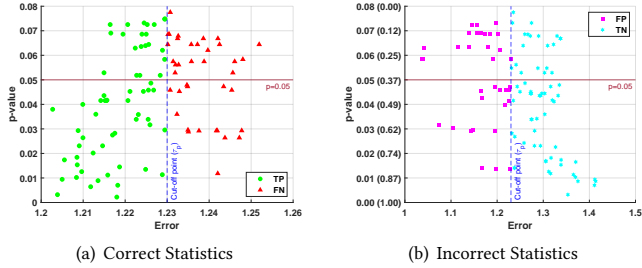 0.08
0.07
0.06
0.05
0.04
0.03
0.02
0.01
0
p-value
1.2 1.21 1.22 1.23 1.24 1.25 1.26
Error
p=0.05
Cut-off point (τp)
TP
FN
(a) Correct Statistics
0.08 (0.00)
0.07 (0.12)
0.06 (0.25)
0.05 (0.37)
0.04 (0.49)
0.03 (0.62)
0.02 (0.74)
0.01 (0.87)
0.00 (1.00)
p-value
1 1.1 1.2 1.3 1.4 1.5
Error
p=0.05
Cut-off point (τp)
FP
TN
(b) Incorrect Statistics